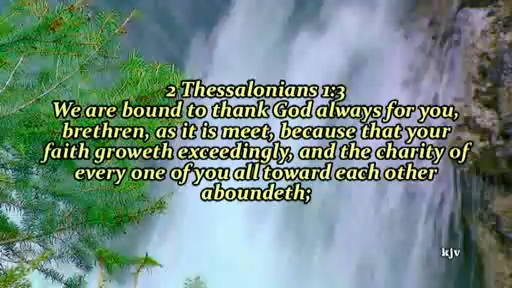 2 Thessalonians 1:3
We are bound to thank God always for you,
brethren, as it is meet, because that your
faith groweth exceedingly, and the charity of
every one of you all toward each other
aboundeth;
kjv